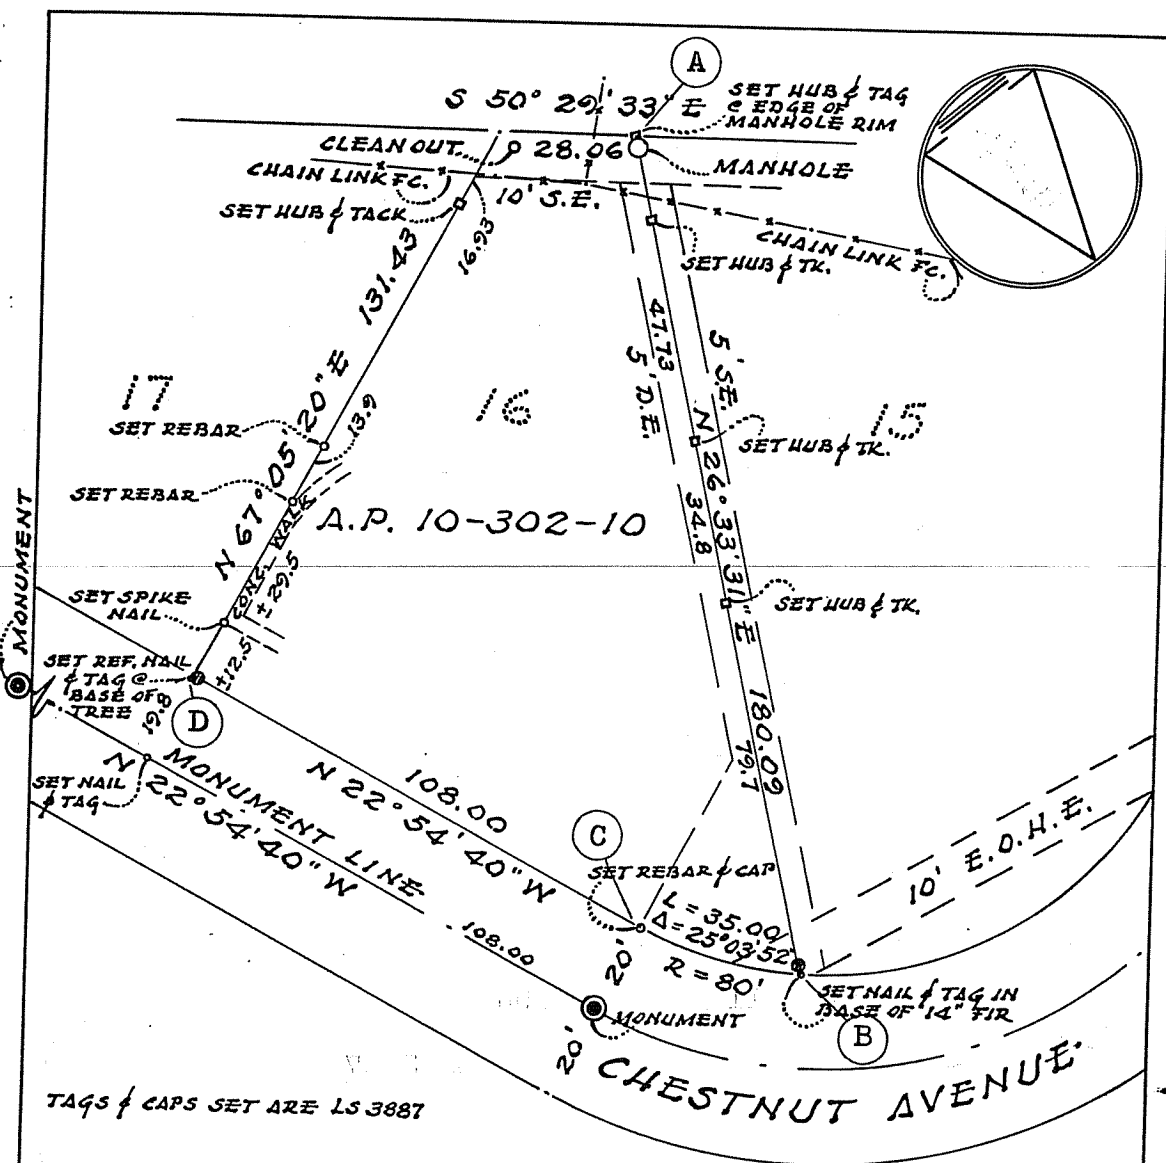 A
S 50° 29' 33" E
SET HUB & TAG
@ EDGE OF
MANHOLE RIM
CLEANOUT
28.06
MANHOLE
CHAIN LINK FC.
10' S.E.
SET HUB & TACK
16.93
CHAIN LINK FC.
SET HUB & TK.
N 67° 05' 20" E 131.43
47.73
5' D.E.
5' S.E.
17
16
15
SET REBAR
13.9
SET HUB & TK.
N 26° 33' 31" E 180.09
SET REBAR
34.8
A.P. 10-302-10
CONC. WALK
± 29.5
MONUMENT
SET SPIKE
NAIL
SET HUB & TK.
±12.5
SET REF. NAIL
& TAG @
BASE OF
TREE
19.8
D
79.7
SET NAIL
& TAG
MONUMENT LINE
N 22° 54' 40" W
108.00
N 22° 54' 40" W
108.00
C
SET REBAR & CAP
L = 35.00
Δ = 25° 03' 52"
R = 80'
10' E.O.H.E.
20'
SET NAIL & TAG IN
BASE OF 14" FIR
B
MONUMENT
20'
CHESTNUT AVENUE
TAGS & CAPS SET ARE LS 3887